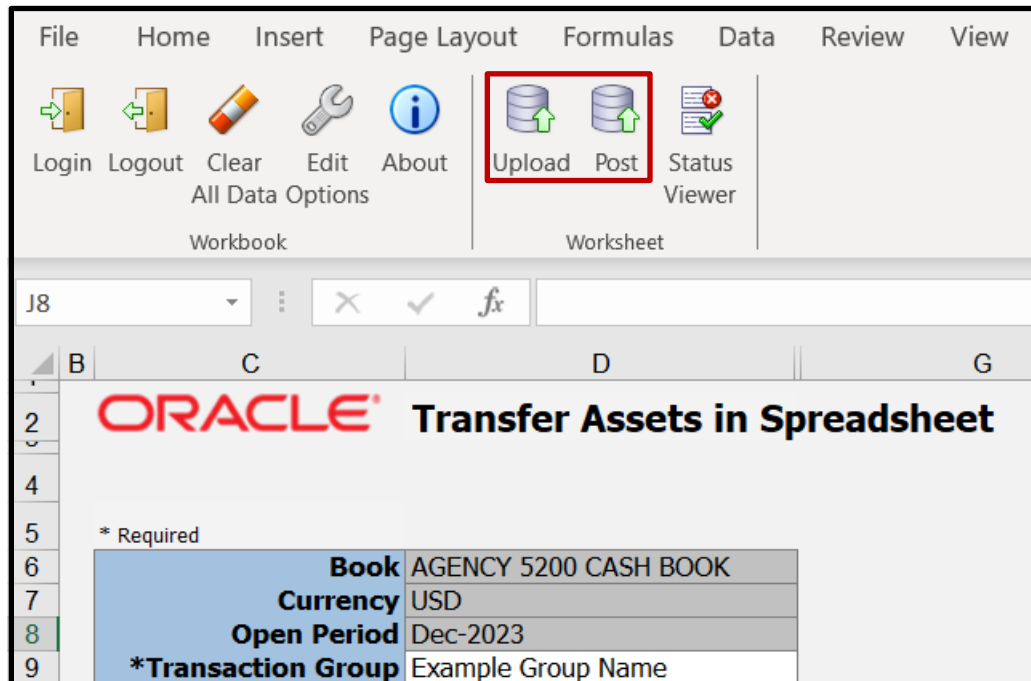 File Home Insert Page Layout Formulas Data Review View
Login Logout Clear All Data Edit Options About Upload Post Status Viewer
Workbook Worksheet
J8 fx
B C D G
2 ORACLE Transfer Assets in Spreadsheet
4
5 * Required
6 Book AGENCY 5200 CASH BOOK
7 Currency USD
8 Open Period Dec-2023
9 *Transaction Group Example Group Name